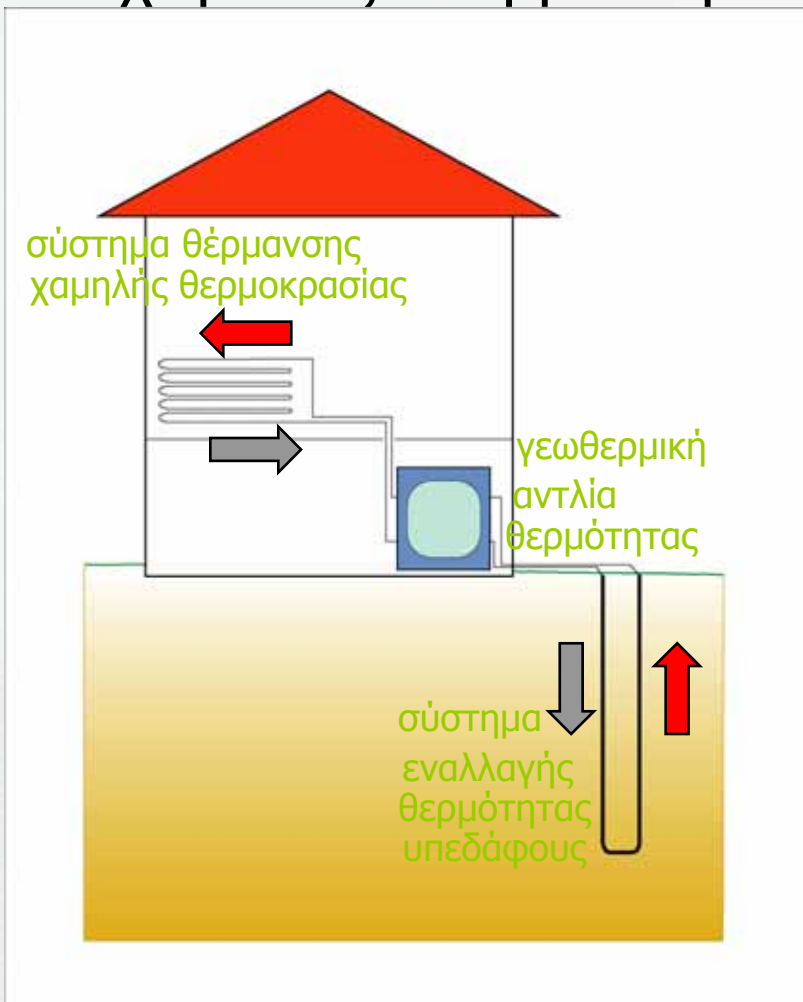 σύστημα θέρμανσης
χαμηλής θερμοκρασίας
γεωθερμική
αντλία
θερμότητας
σύστημα
εναλλαγής
θερμότητας
υπεδάφους